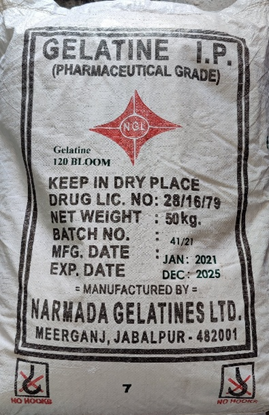 GELATINE I.P.
(PHARMACEUTICAL GRADE)
NGL
Gelatine
120 BLOOM
KEEP IN DRY PLACE
DRUG LIC. NO: 28/16/79
NET WEIGHT : 50kg.
BATCH NO. : 41/21
MFG. DATE : JAN: 2021
EXP. DATE : DEC: 2025
= MANUFACTURED BY =
NARMADA GELATINES LTD.
MEERGANJ, JABALPUR - 482001
NO HOOKS 7 NO HOOKS